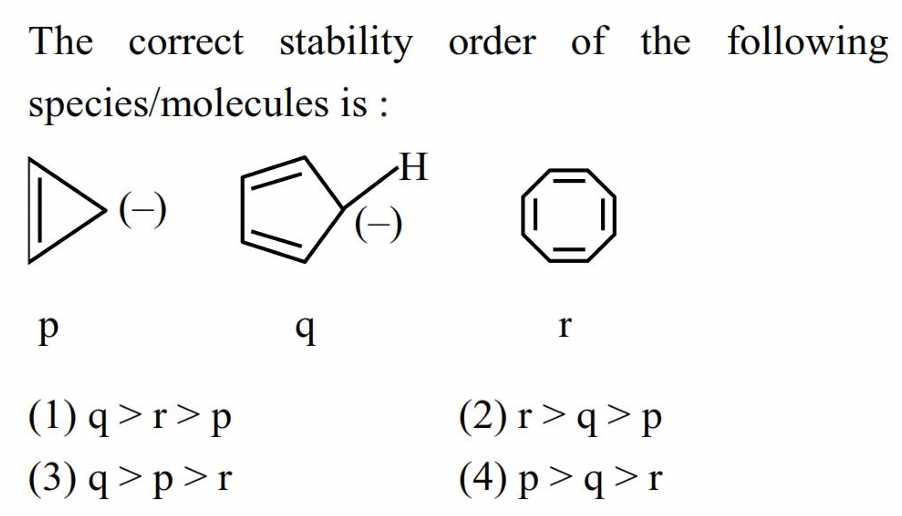 The correct stability order of the following
species/molecules is :
(–) H (–)
p q r
(1) q > r > p (2) r > q > p
(3) q > p > r (4) p > q > r